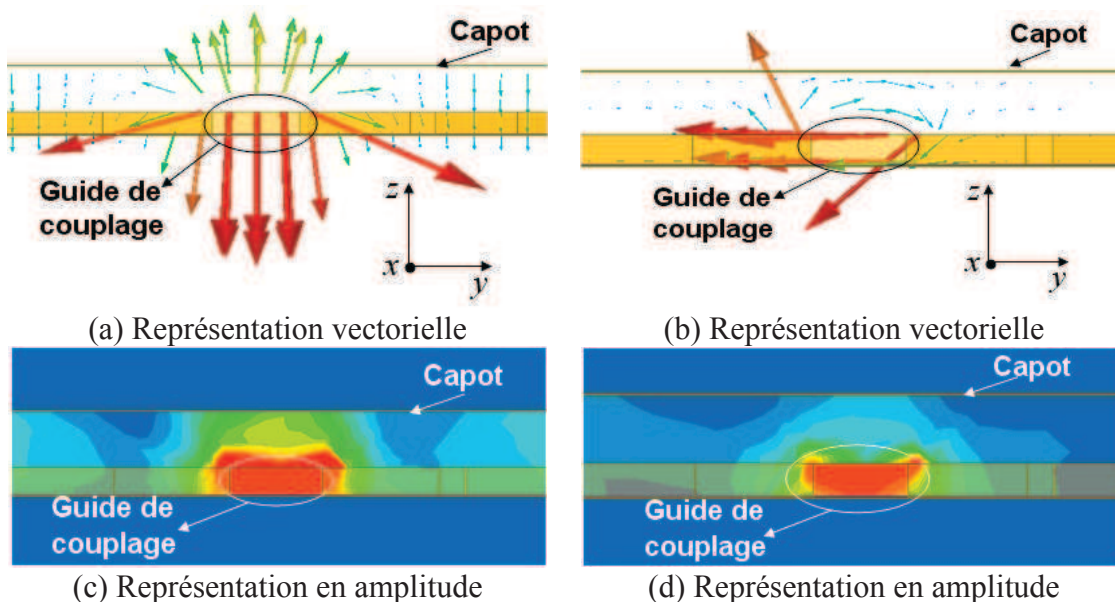 Capot
Guide de
couplage
z
x
y
(a) Représentation vectorielle
Capot
Guide de
couplage
z
x
y
(b) Représentation vectorielle
Capot
Guide de
couplage
(c) Représentation en amplitude
Capot
Guide de
couplage
(d) Représentation en amplitude